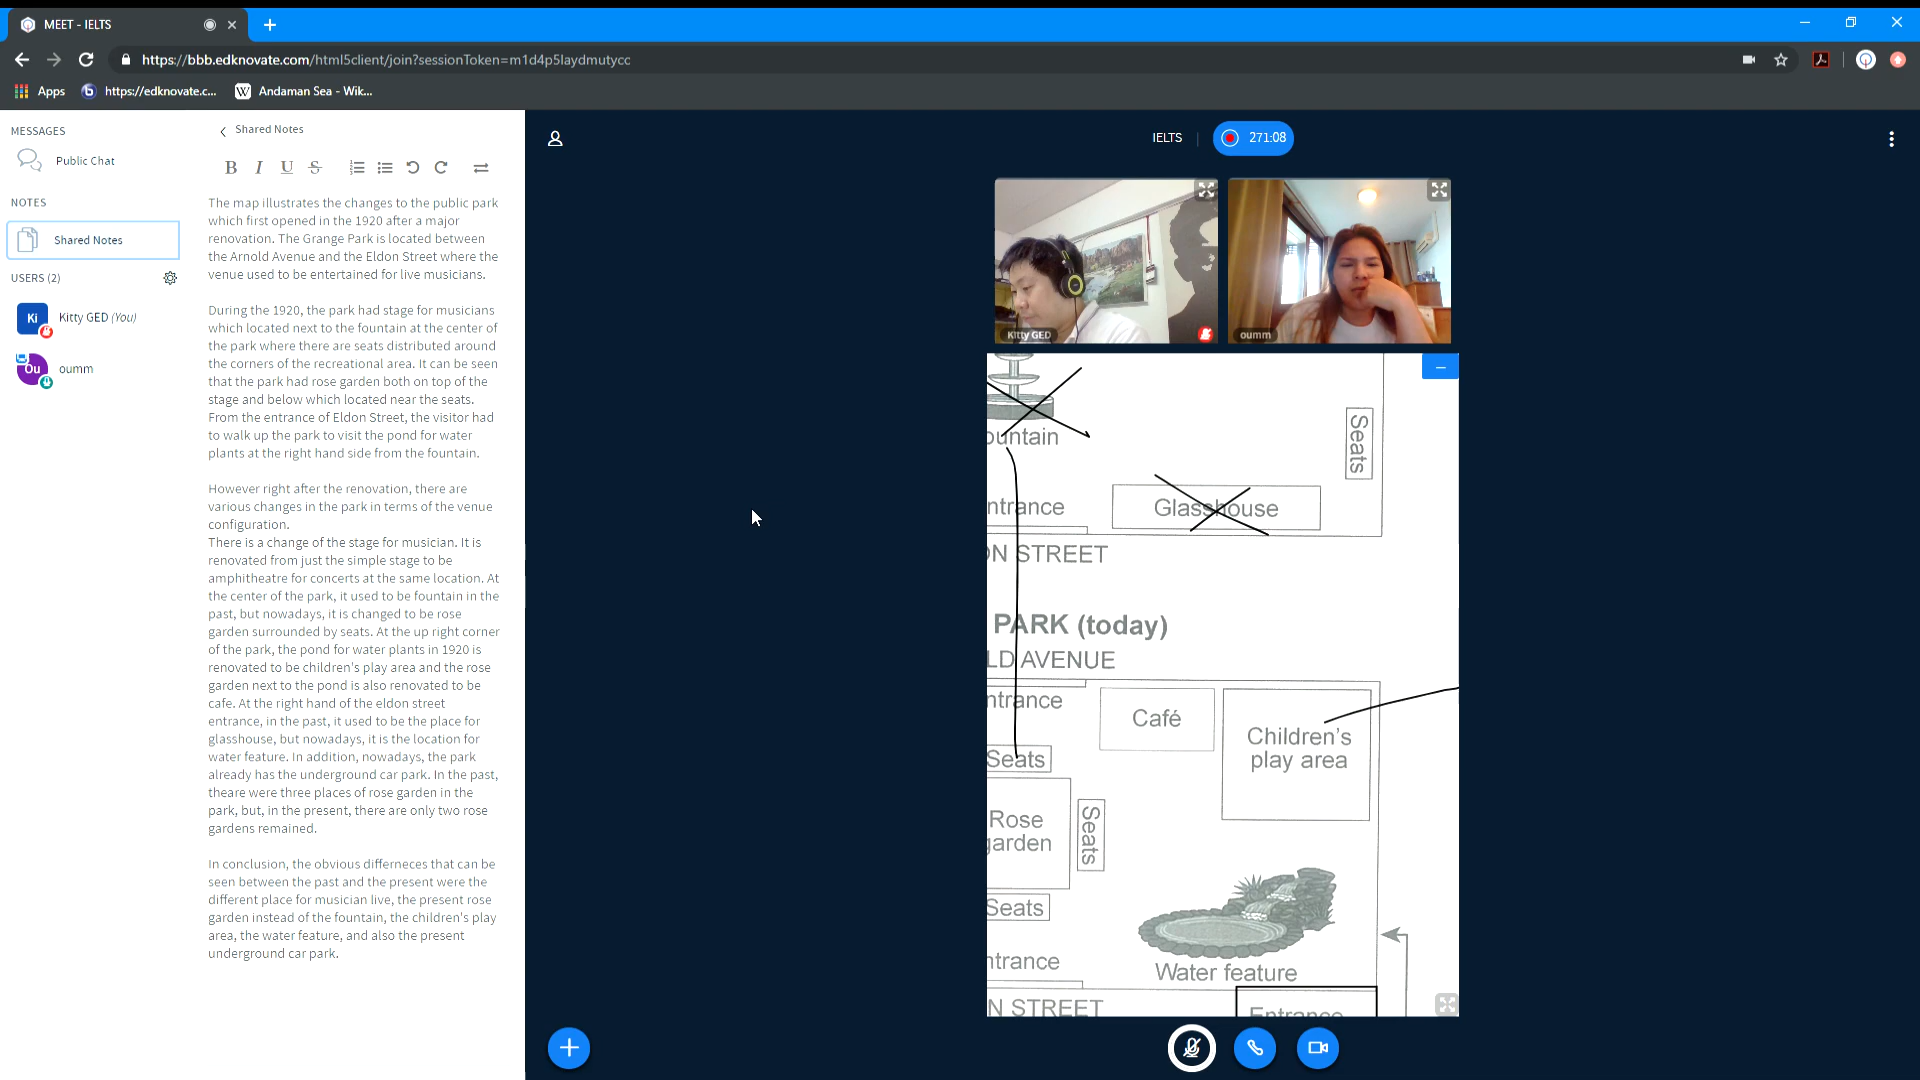 MEET - IELTS
https://bbb.edknovate.com/html5client/join?sessionToken=m1d4p5laydmutycc
Apps
https://edknovate.c...
W
Andaman Sea - Wik...
MESSAGES
Public Chat
NOTES
Shared Notes
USERS (2)
Ki
Kitty GED (You)
Ou
oumm
Shared Notes
B I U S
The map illustrates the changes to the public park
which first opened in the 1920 after a major
renovation. The Grange Park is located between
the Arnold Avenue and the Eldon Street where the
venue used to be entertained for live musicians.
During the 1920, the park had stage for musicians
which located next to the fountain at the center of
the park where there are seats distributed around
the corners of the recreational area. It can be seen
that the park had rose garden both on top of the
stage and below which located near the seats.
From the entrance of Eldon Street, the visitor had
to walk up the park to visit the pond for water
plants at the right hand side from the fountain.
However right after the renovation, there are
various changes in the park in terms of the venue
configuration.
There is a change of the stage for musician. It is
renovated from just the simple stage to be
amphitheatre for concerts at the same location. At
the center of the park, it used to be fountain in the
past, but nowadays, it is changed to be rose
garden surrounded by seats. At the up right corner
of the park, the pond for water plants in 1920 is
renovated to be children's play area and the rose
garden next to the pond is also renovated to be
cafe. At the right hand of the eldon street
entrance, in the past, it used to be the place for
glasshouse, but nowadays, it is the location for
water feature. In addition, nowadays, the park
already has the underground car park. In the past,
theare were three places of rose garden in the
park, but, in the present, there are only two rose
gardens remained.
In conclusion, the obvious differneces that can be
seen between the past and the present were the
different place for musician live, the present rose
garden instead of the fountain, the children's play
area, the water feature, and also the present
underground car park.
IELTS
271:08
Kitty GED
oumm
ountain
Seats
ntrance
Glasshouse
ON STREET
PARK (today)
LD AVENUE
ntrance
Café
Children's
play area
Seats
Rose
garden
Seats
Seats
ntrance
Water feature
N STREET
Entrance